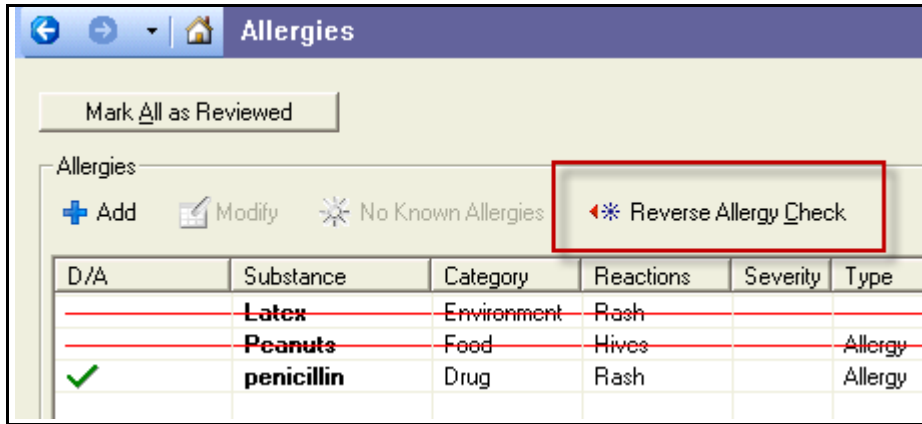 Allergies
Mark All as Reviewed
Allergies
Add Modify No Known Allergies Reverse Allergy Check
D/A Substance Category Reactions Severity Type
Latex Environment Rash
Peanuts Food Hives Allergy
penicillin Drug Rash Allergy